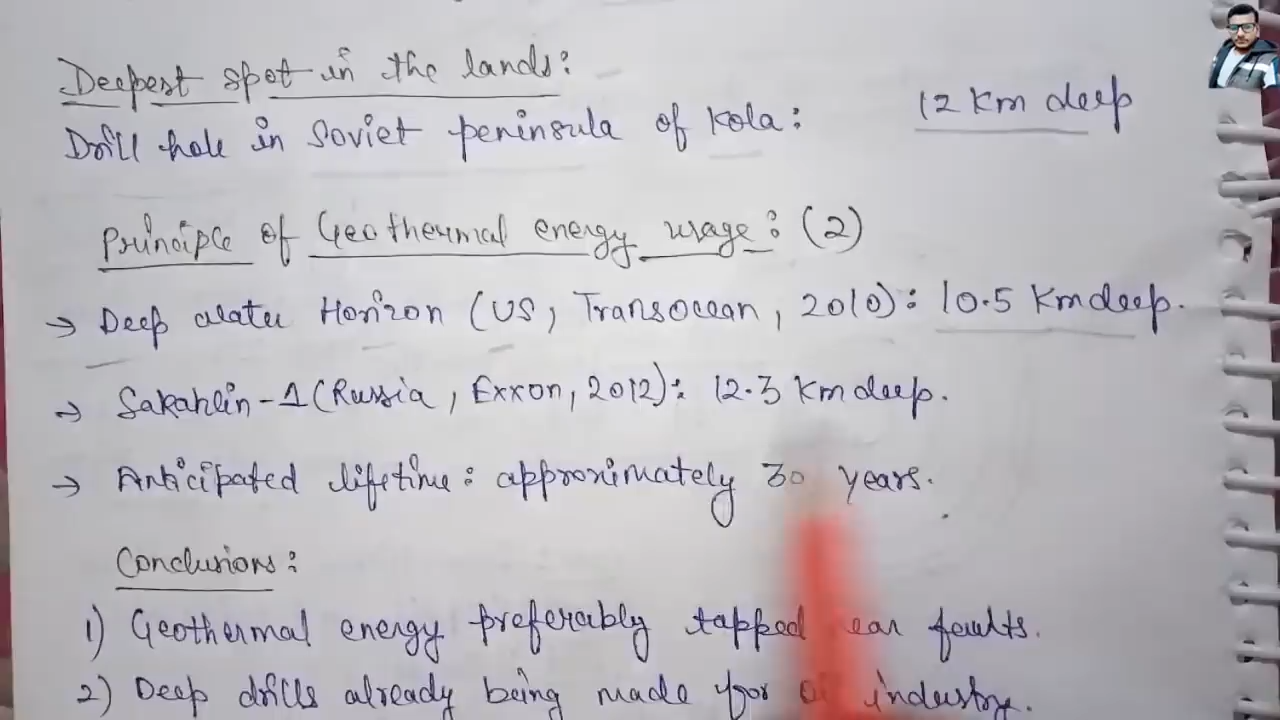 Deepest spot in the lands:
Drill hole in Soviet peninsula of Kola: 12 Km deep
Principle of Geothermal energy usage: (2)
→ Deep water Horizon (US, Transocean, 2010): 10.5 Km deep.
→ Sakahlin-1 (Russia, Exxon, 2012): 12.3 Km deep.
→ Anticipated lifetime: approximately 30 years.
Conclusions:
1) Geothermal energy preferably tapped ear faults.
2) Deep drills already being made for industry.